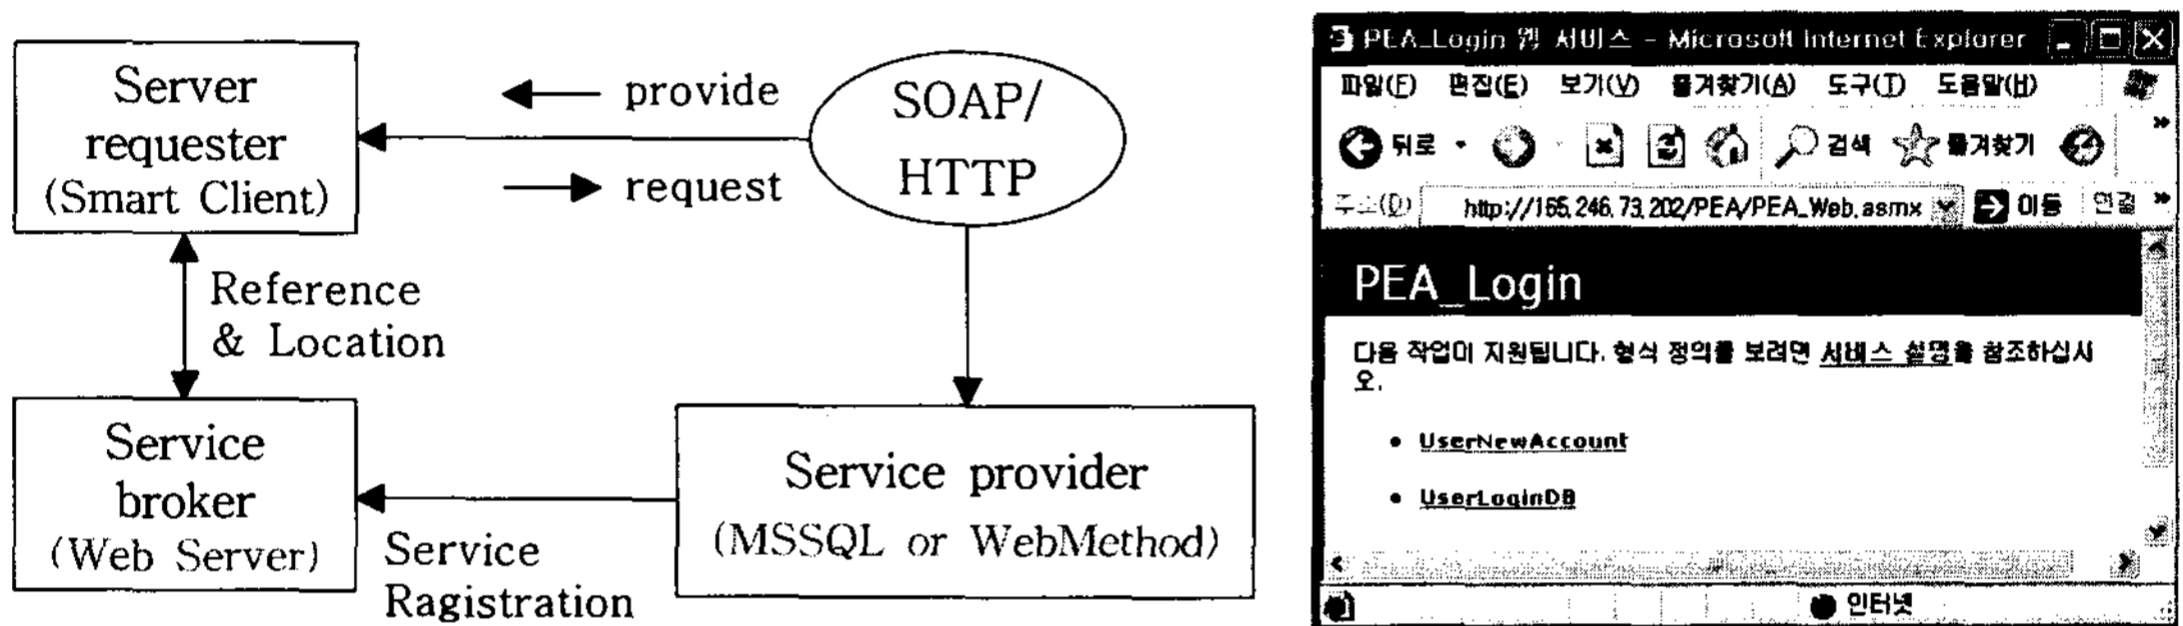 Server
requester
(Smart Client)
provide
request
SOAP/
HTTP
Reference
& Location
Service
broker
(Web Server)
Service
Ragistration
Service provider
(MSSQL or WebMethod)
PEA_Login 웹 서비스 - Microsoft Internet Explorer
파일(F) 편집(E) 보기(V) 즐겨찾기(A) 도구(T) 도움말(H)
뒤로 검색 즐겨찾기
주소(D) http://165.246.73.202/PEA/PEA_Web.asmx 이동 연결
PEA_Login
다음 작업이 지원됩니다. 형식 정의를 보려면 서비스 설명을 참조하십시
오.
• UserNewAccount
• UserLoginDB
인터넷